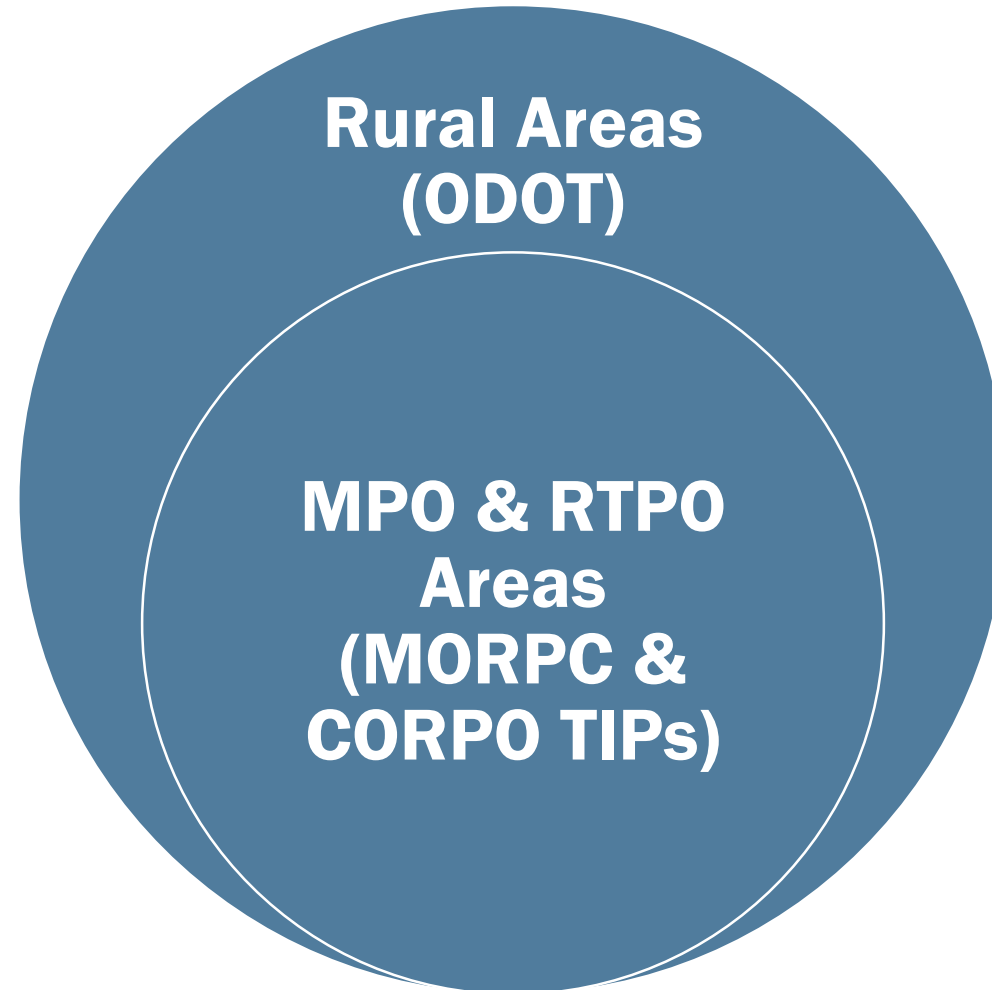 Rural Areas
(ODOT)
MPO & RTPO
Areas
(MORPC &
CORPO TIPs)